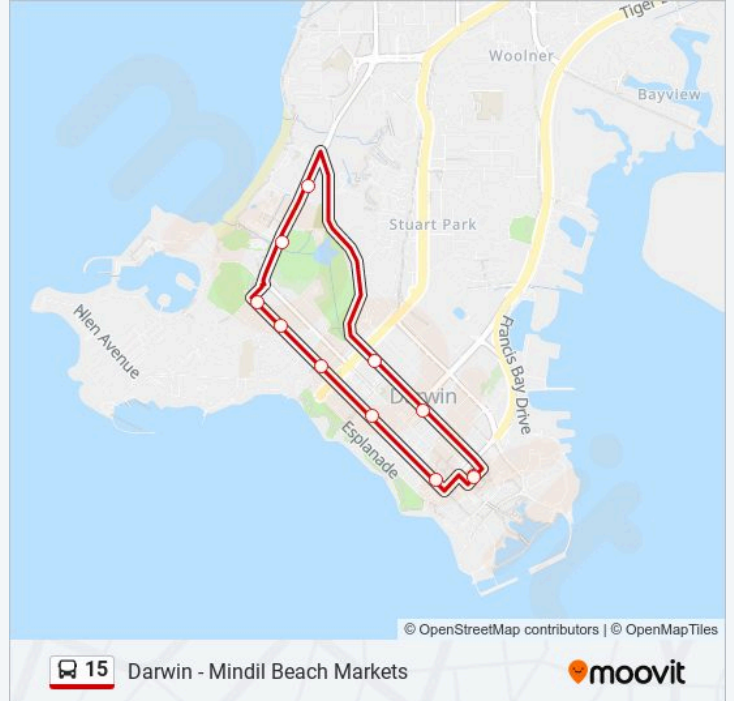 Tiger
Woolner
Bayview
Stuart Park
Allen Avenue
Francis Bay Drive
Darwin
Esplanade
© OpenStreetMap contributors | © OpenMapTiles
15 Darwin - Mindil Beach Markets
moovit